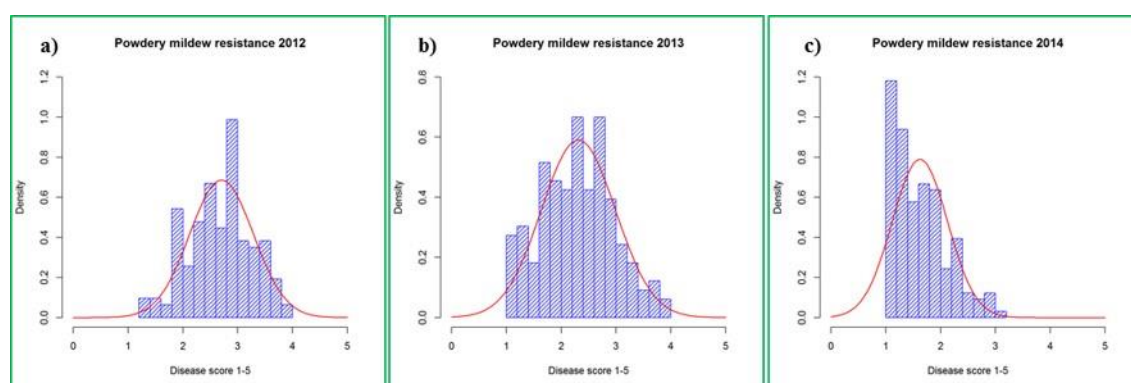 a)
Powdery mildew resistance 2012
1.2
1.0
0.8
0.6
0.4
0.2
0.0
Density
0 1 2 3 4 5
Disease score 1-5
b)
Powdery mildew resistance 2013
0.8
0.6
0.4
0.2
0.0
Density
0 1 2 3 4 5
Disease score 1-5
c)
Powdery mildew resistance 2014
1.2
1.0
0.8
0.6
0.4
0.2
0.0
Density
0 1 2 3 4 5
Disease score 1-5